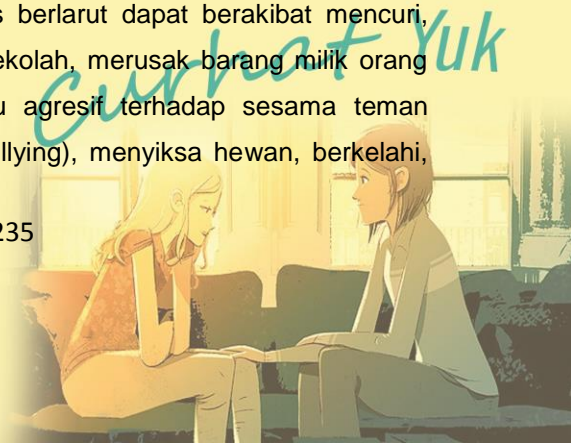 s berlarut dapat berakibat mencuri,
ekolah, merusak barang milik orang
Curhat Yuk
u agresif terhadap sesama teman
llying), menyiksa hewan, berkelahi,
235